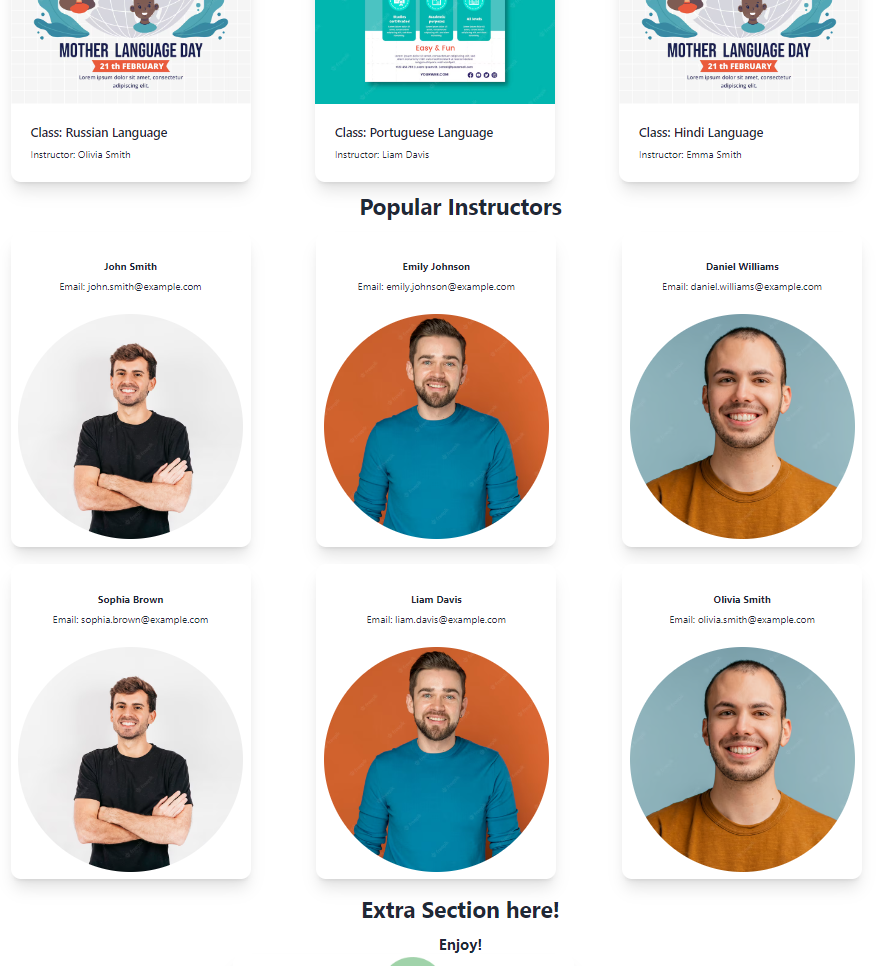 MOTHER LANGUAGE DAY
21 th FEBRUARY
Lorem ipsum dolor sit amet, consectetur
adipiscing elit.
Easy & Fun
YOURWEB.COM
MOTHER LANGUAGE DAY
21 th FEBRUARY
Lorem ipsum dolor sit amet, consectetur
adipiscing elit.
Class: Russian Language
Instructor: Olivia Smith
Class: Portuguese Language
Instructor: Liam Davis
Class: Hindi Language
Instructor: Emma Smith
Popular Instructors
John Smith
Email: john.smith@example.com
Emily Johnson
Email: emily.johnson@example.com
Daniel Williams
Email: daniel.williams@example.com
Sophia Brown
Email: sophia.brown@example.com
Liam Davis
Email: liam.davis@example.com
Olivia Smith
Email: olivia.smith@example.com
Extra Section here!
Enjoy!